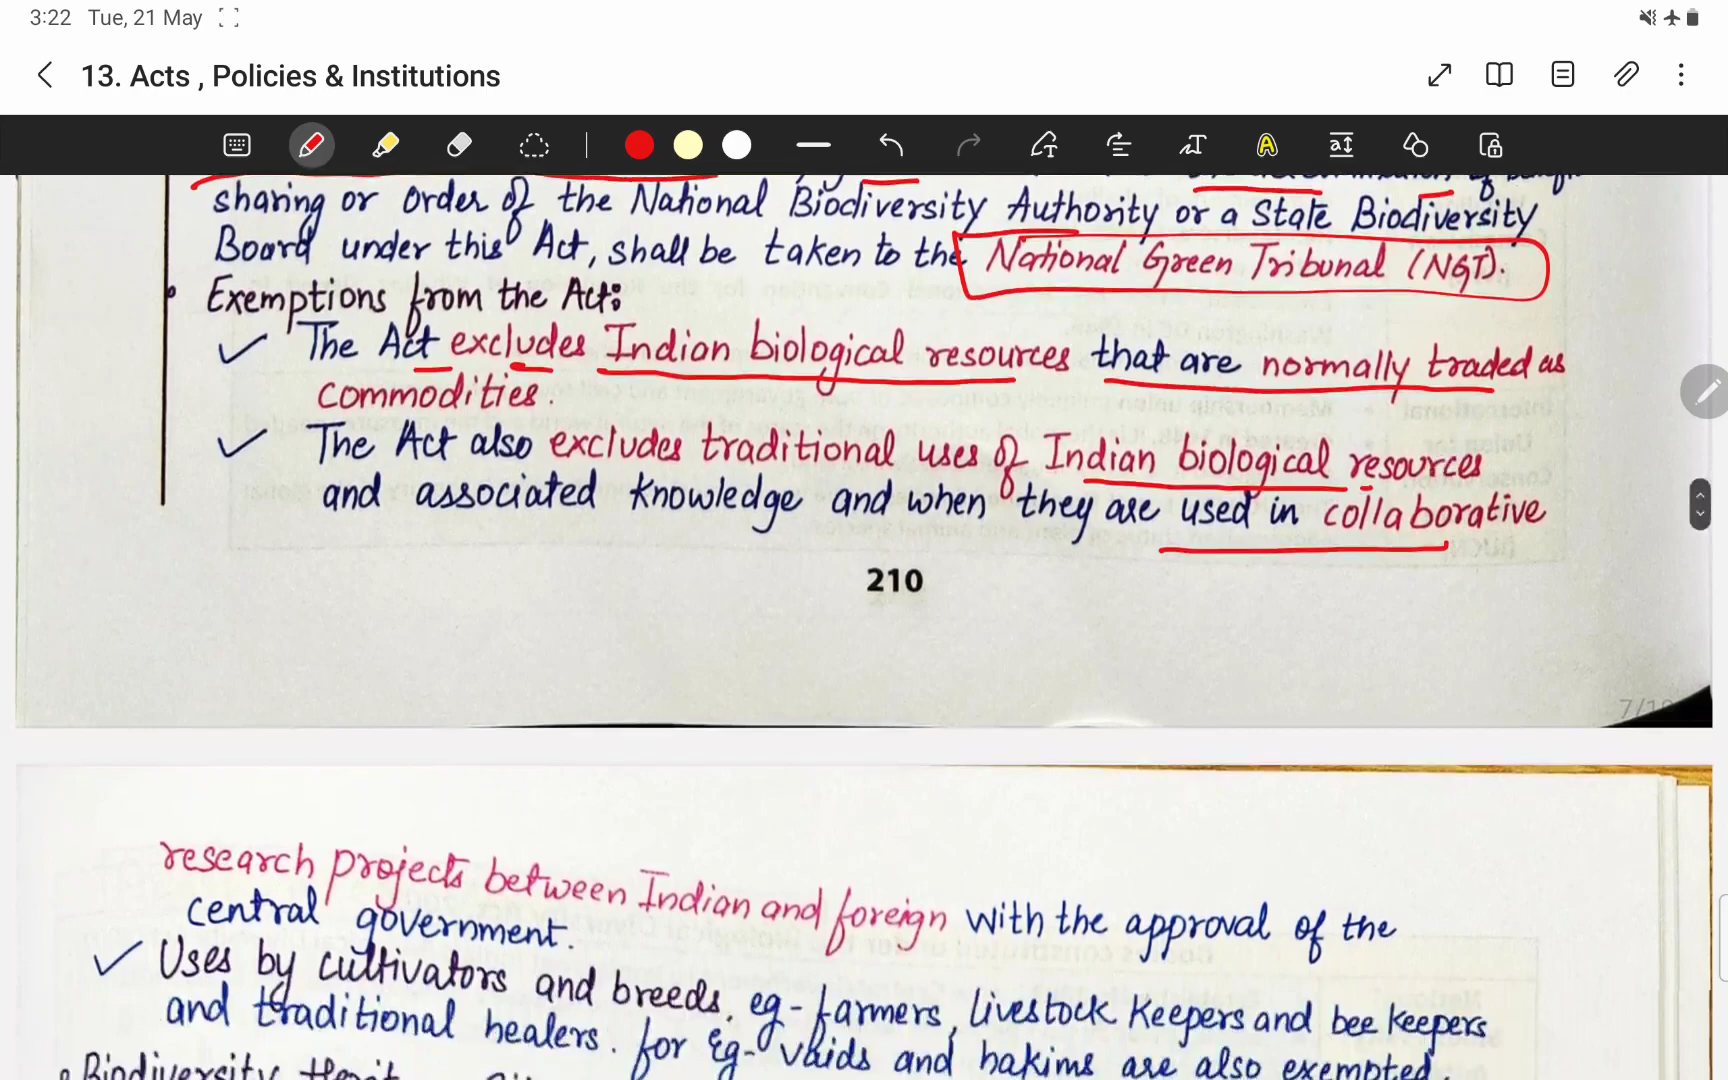 3:22 Tue, 21 May
13. Acts , Policies & Institutions
sharing or order of the National Biodiversity Authority or a State Biodiversity
Board under this Act, shall be taken to the National Green Tribunal (NGT).
Exemptions from the Act:
✓ The Act excludes Indian biological resources that are normally traded as
commodities.
✓ The Act also excludes traditional uses of Indian biological resources
and associated knowledge and when they are used in collaborative
210
research projects between Indian and foreign with the approval of the
central government.
✓ Uses by cultivators and breeds, eg- farmers, livestock keepers and bee keepers
and traditional healers. for Eg- vaids and hakims are also exempted.
Biodiversity